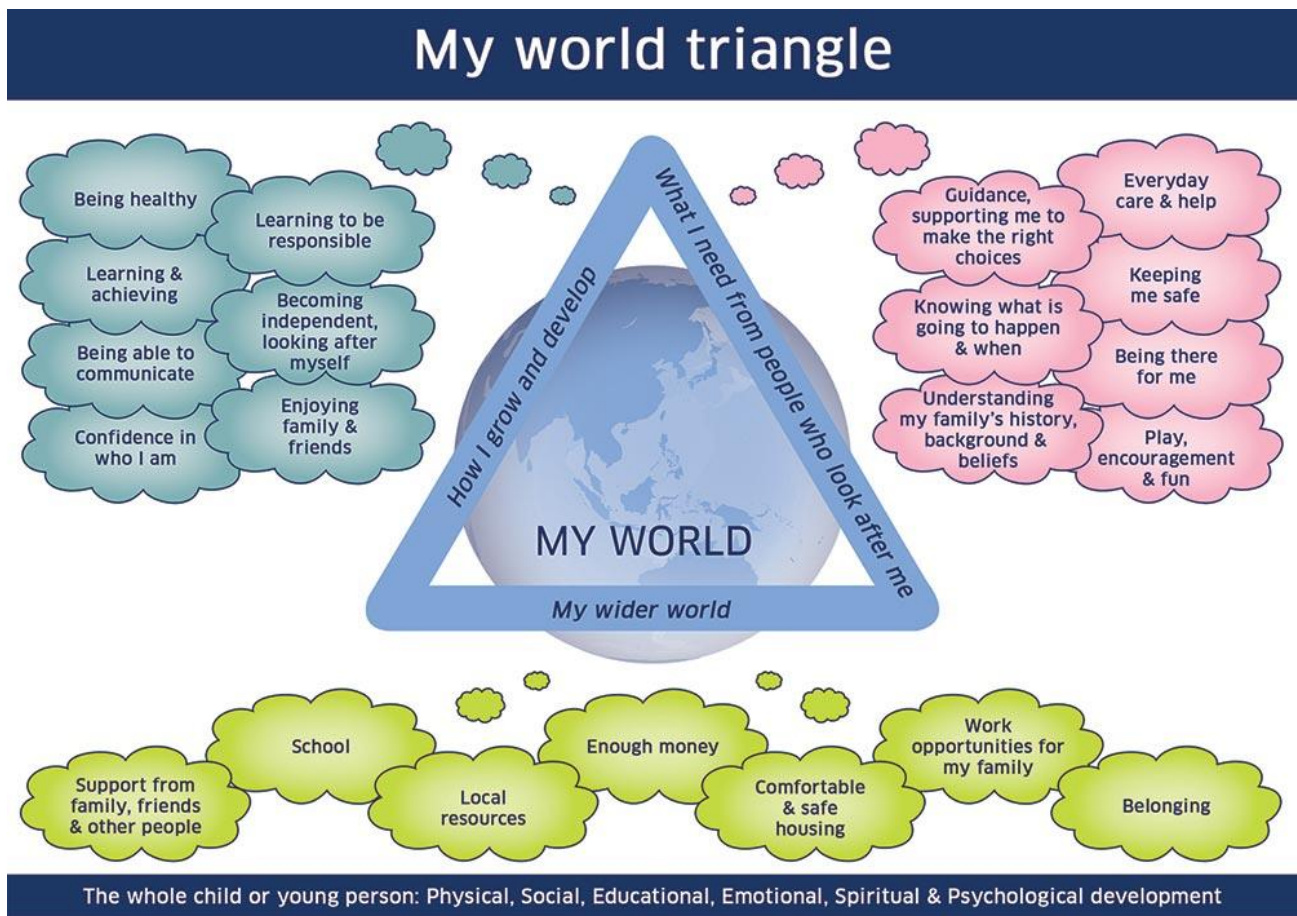 My world triangle
Being healthy
Learning to be
responsible
Learning &
achieving
Becoming
independent,
looking after
myself
Being able to
communicate
Enjoying
family &
friends
Confidence in
who I am
How I grow and develop
What I need from people who look after me
MY WORLD
My wider world
Guidance,
supporting me to
make the right
choices
Everyday
care & help
Keeping
me safe
Knowing what is
going to happen
& when
Being there
for me
Understanding
my family's history,
background &
beliefs
Play,
encouragement
& fun
Support from
family, friends
& other people
School
Local
resources
Enough money
Comfortable
& safe
housing
Work
opportunities for
my family
Belonging
The whole child or young person: Physical, Social, Educational, Emotional, Spiritual & Psychological development